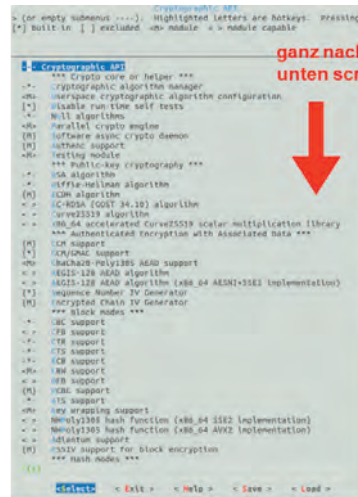 Cryptographic API
> (or empty submenus ----). Highlighted letters are hotkeys. Pressing
[*] built in [ ] excluded <M> module < > module capable
ganz nach
unten scr
--- Cryptographic API
*** Crypto core or helper ***
-*- Cryptographic algorithm manager
<M> Userspace cryptographic algorithm configuration
[*] Disable run-time self tests
-*- Null algorithms
<M> Parallel crypto engine
{M} Software async crypto daemon
{M} Authenc support
<M> Testing module
*** Public-key cryptography ***
-*- RSA algorithm
-*- Diffie-Hellman algorithm
{M} ECDH algorithm
< > EC-RDSA (GOST 34.10) algorithm
< > Curve25519 algorithm
< > x86_64 accelerated Curve25519 scalar multiplication library
*** Authenticated Encryption with Associated Data ***
{M} CCM support
[*] GCM/GMAC support
<M> ChaCha20-Poly1305 AEAD support
< > AEGIS-128 AEAD algorithm
< > AEGIS-128 AEAD algorithm (x86_64 AESNI+SSE2 implementation)
[*] Sequence Number IV Generator
{M} Encrypted Chain IV Generator
*** Block modes ***
-*- CBC support
< > CFB support
-*- CTR support
-*- CTS support
-*- ECB support
<M> LRW support
< > OFB support
{M} PCBC support
-*- XTS support
<M> Key wrapping support
< > NHPoly1305 hash function (x86_64 SSE2 implementation)
< > NHPoly1305 hash function (x86_64 AVX2 implementation)
< > Adiantum support
{M} ESSIV support for block encryption
*** Hash modes ***
(+)
<Select> < Exit > < Help > < Save > < Load >